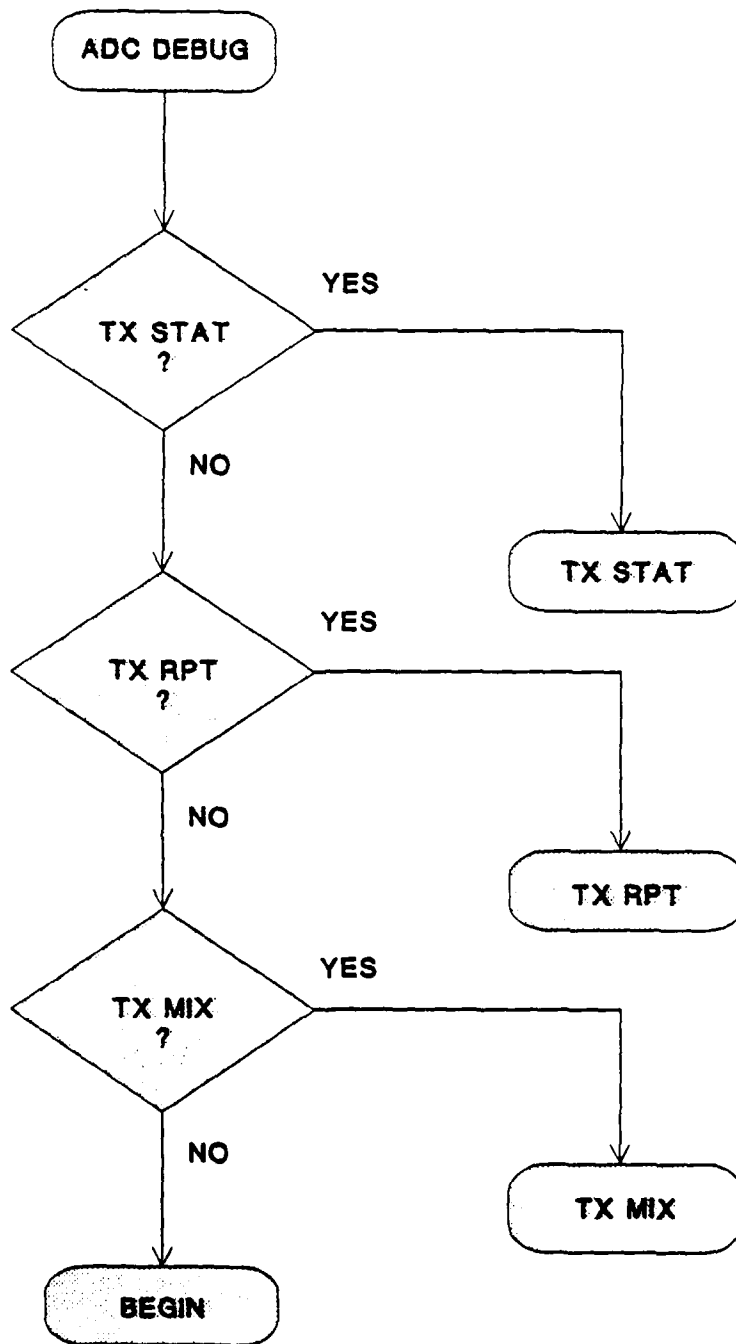 ADC DEBUG
YES
TX STAT
?
NO
TX STAT
YES
TX RPT
?
NO
TX RPT
YES
TX MIX
?
NO
TX MIX
BEGIN